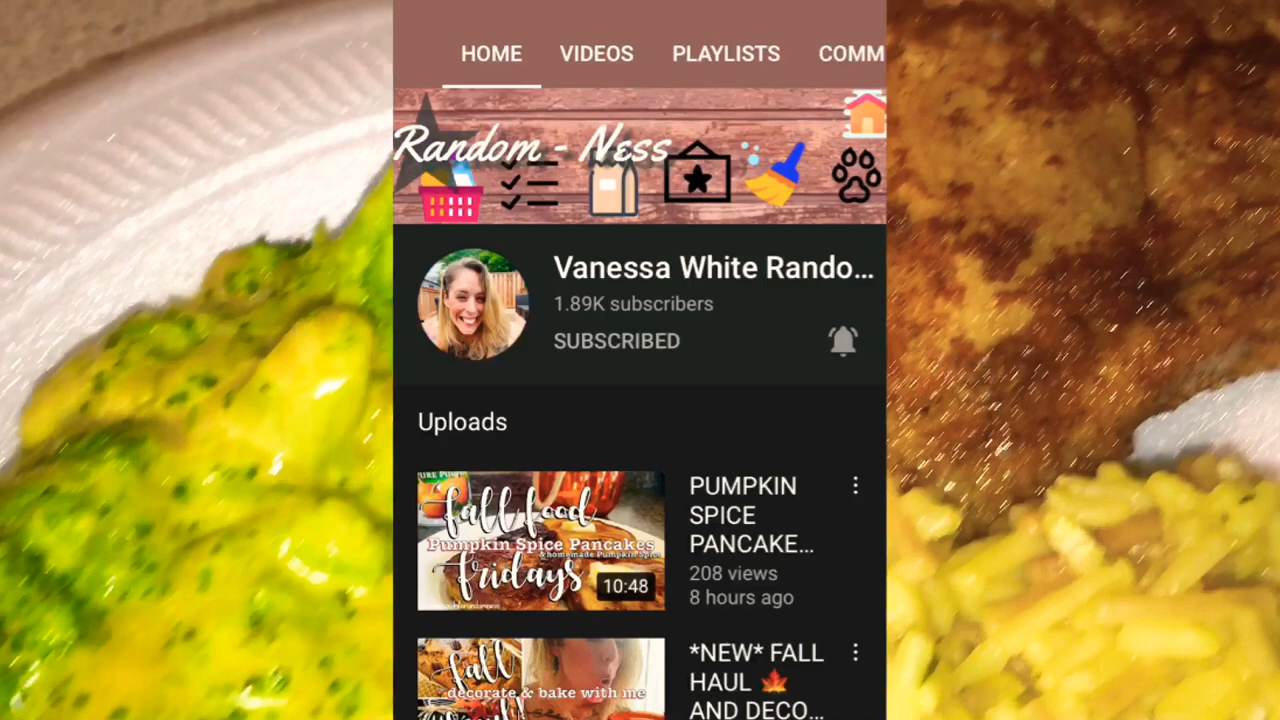 HOME VIDEOS PLAYLISTS COMM
Random - Ness
Vanessa White Rando...
1.89K subscribers
SUBSCRIBED
Uploads
fall food
Pumpkin Spice Pancakes
& homemade Pumpkin Spice
fridays
10:48
PUMPKIN
SPICE
PANCAKE...
208 views
8 hours ago
fall
decorate & bake with me
*NEW* FALL
HAUL 🍁
AND DECO...